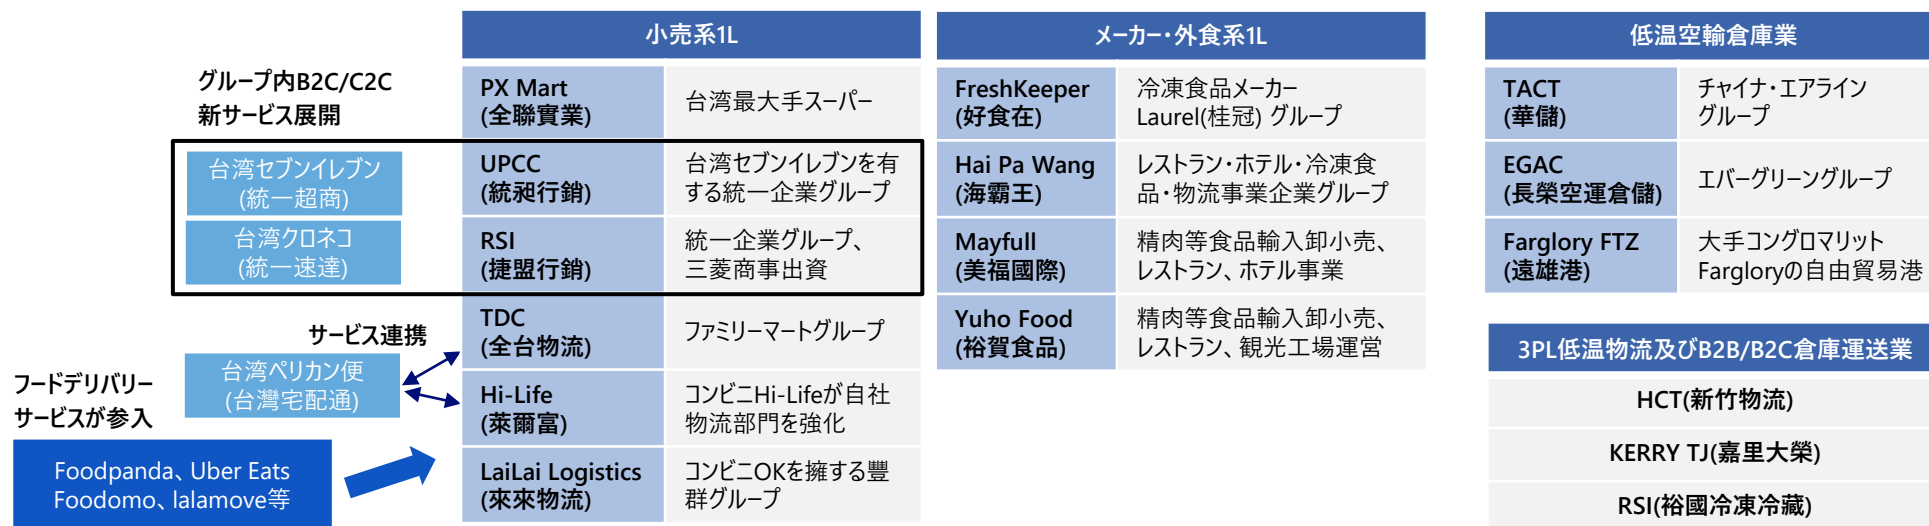 グループ内B2C/C2C
新サービス展開
台湾セブンイレブン
(統一超商)
台湾クロネコ
(統一速達)
サービス連携
台湾ペリカン便
(台灣宅配通)
フードデリバリー
サービスが参入
Foodpanda、Uber Eats
Foodomo、lalamove等
小売系1L
PX Mart
(全聯實業)
台湾最大手スーパー
UPCC
(統昶行銷)
台湾セブンイレブンを有
する統一企業グループ
RSI
(捷盟行銷)
統一企業グループ、
三菱商事出資
TDC
(全台物流)
ファミリーマートグループ
Hi-Life
(萊爾富)
コンビニHi-Lifeが自社
物流部門を強化
LaiLai Logistics
(來來物流)
コンビニOKを擁する豐
群グループ
メーカー・外食系1L
FreshKeeper
(好食在)
冷凍食品メーカー
Laurel(桂冠) グループ
Hai Pa Wang
(海霸王)
レストラン・ホテル・冷凍食
品・物流事業企業グループ
Mayfull
(美福國際)
精肉等食品輸入卸小売、
レストラン、ホテル事業
Yuho Food
(裕賀食品)
精肉等食品輸入卸小売、
レストラン、観光工場運営
低温空輸倉庫業
TACT
(華儲)
チャイナ・エアライン
グループ
EGAC
(長榮空運倉儲)
エバーグリーングループ
Farglory FTZ
(遠雄港)
大手コングロマリット
Fargloryの自由貿易港
3PL低温物流及びB2B/B2C倉庫運送業
HCT(新竹物流)
KERRY TJ(嘉里大榮)
RSI(裕國冷凍冷藏)